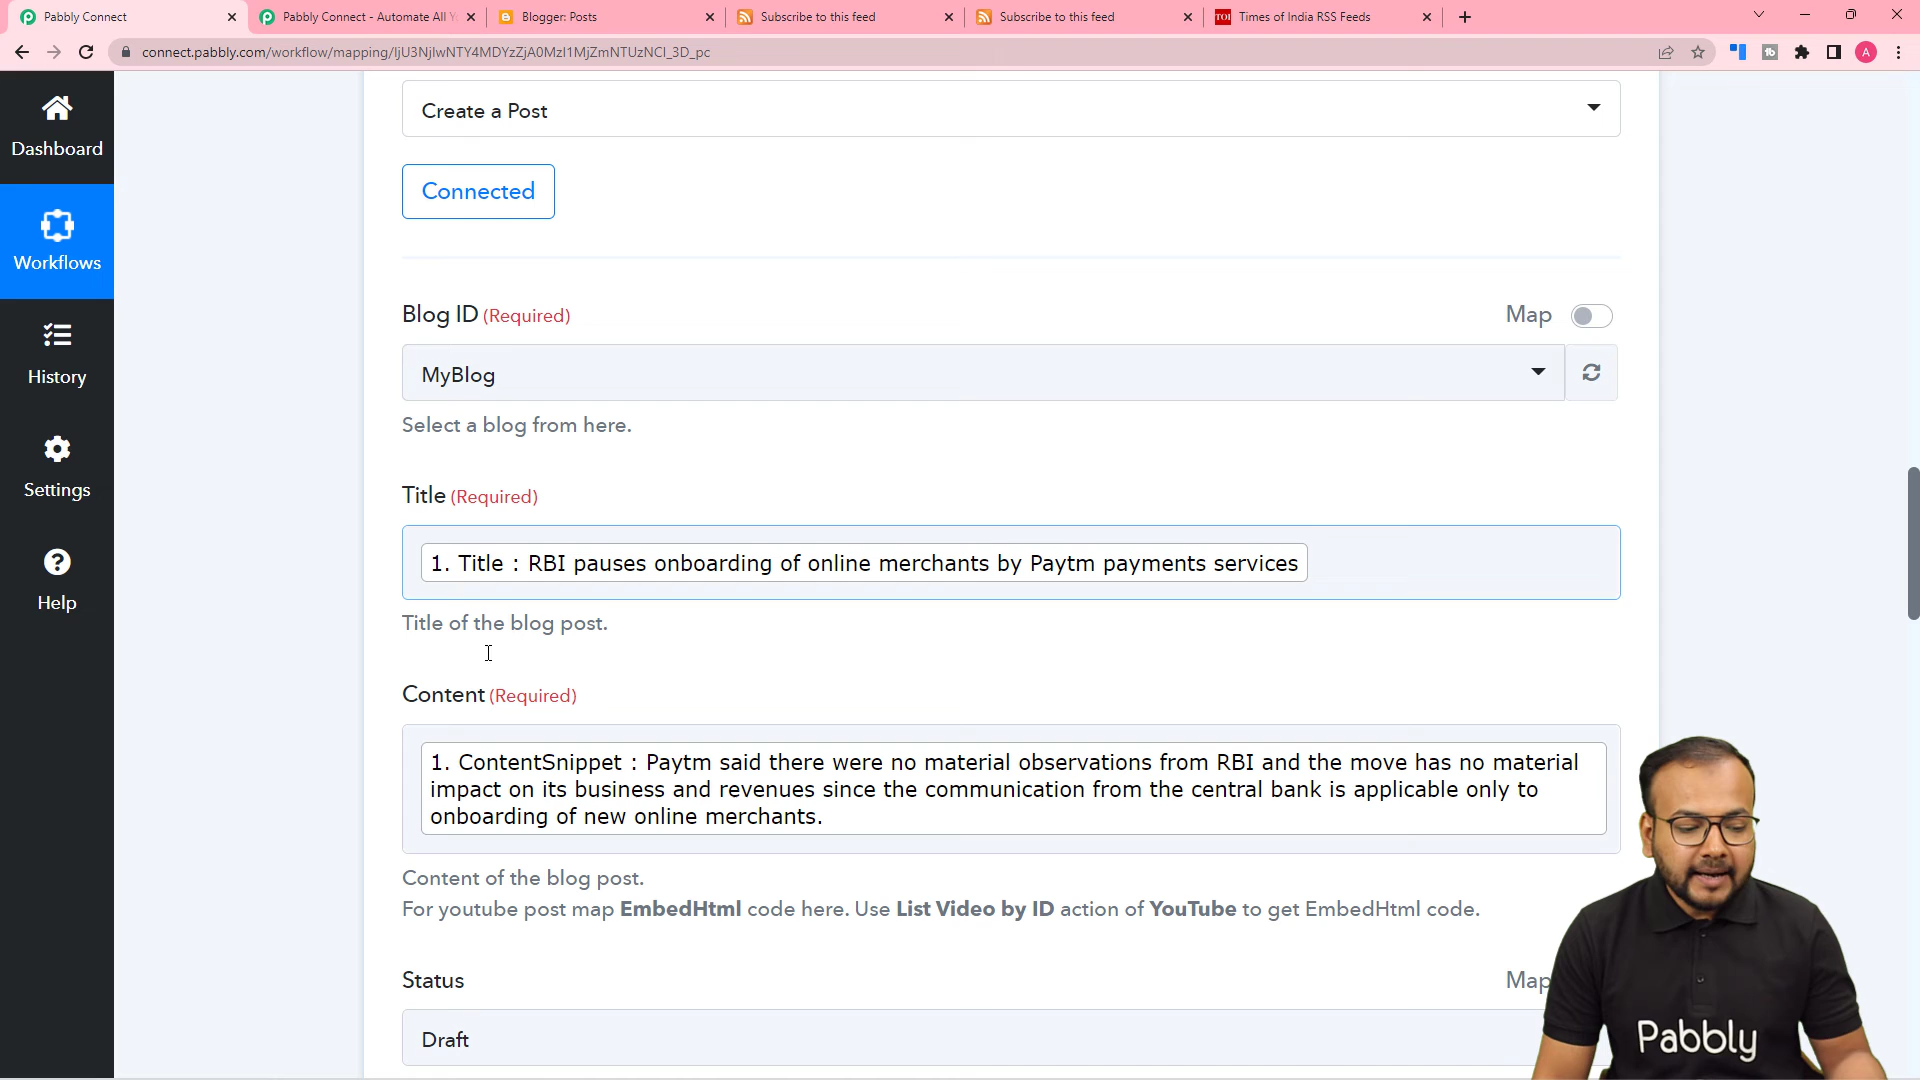 Pabbly Connect
Pabbly Connect - Automate All Y
Blogger: Posts
Subscribe to this feed
Subscribe to this feed
TOI
Times of India RSS Feeds
connect.pabbly.com/workflow/mapping/IjU3NjIwNTY4MDYzZjA0MzI1MjZmNTUzNCI_3D_pc
A
Dashboard
Workflows
History
Settings
Help
Create a Post
Connected
Blog ID (Required)
Map
MyBlog
Select a blog from here.
Title (Required)
1. Title : RBI pauses onboarding of online merchants by Paytm payments services
Title of the blog post.
Content (Required)
1. ContentSnippet : Paytm said there were no material observations from RBI and the move has no material
impact on its business and revenues since the communication from the central bank is applicable only to
onboarding of new online merchants.
Content of the blog post.
For youtube post map EmbedHtml code here. Use List Video by ID action of YouTube to get EmbedHtml code.
Status
Map
Draft
Pabbly